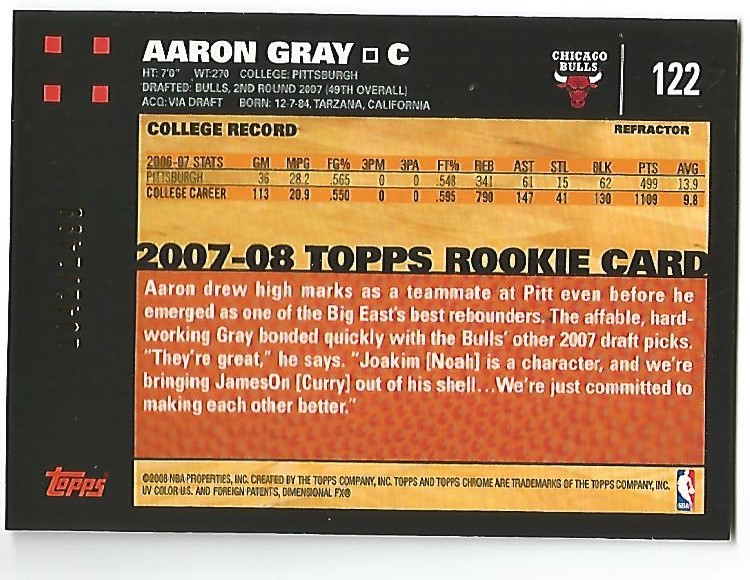 AARON GRAY □ C
HT: 7'0" WT:270 COLLEGE: PITTSBURGH
DRAFTED: BULLS, 2ND ROUND 2007 (49TH OVERALL)
ACQ: VIA DRAFT BORN: 12-7-84, TARZANA, CALIFORNIA
CHICAGO
BULLS
122
COLLEGE RECORD REFRACTOR
2006-07 STATS GM MPG FG% 3PM 3PA FT% REB AST STL BLK PTS AVG
PITTSBURGH 36 28.2 .565 0 0 .548 341 61 15 62 499 13.9
COLLEGE CAREER 113 20.9 .550 0 0 .595 790 147 41 130 1109 9.8
2007-08 TOPPS ROOKIE CARD
Aaron drew high marks as a teammate at Pitt even before he
emerged as one of the Big East's best rebounders. The affable, hard-
working Gray bonded quickly with the Bulls' other 2007 draft picks.
"They're great," he says. "Joakim [Noah] is a character, and we're
bringing JamesOn [Curry] out of his shell...We're just committed to
making each other better."
Topps
©2008 NBA PROPERTIES, INC. CREATED BY THE TOPPS COMPANY, INC. TOPPS AND TOPPS CHROME ARE TRADEMARKS OF THE TOPPS COMPANY, INC.
UV COLOR U.S. AND FOREIGN PATENTS, DIMENSIONAL FX®
NBA